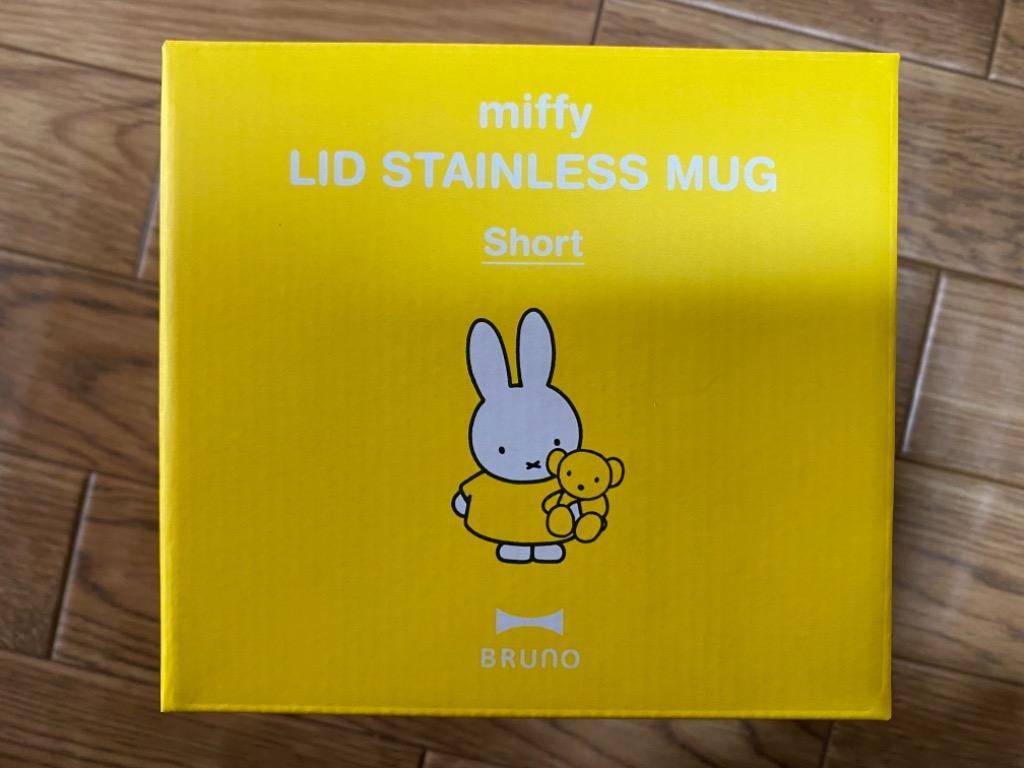 miffy
LID STAINLESS MUG
Short
BRUNO